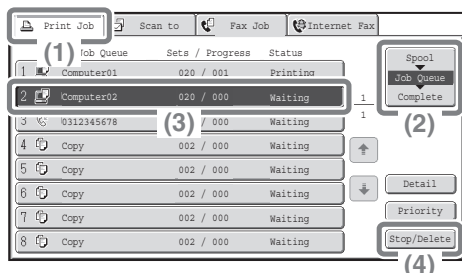 Print Job Scan to Fax Job Internet Fax
(1) Job Queue Sets / Progress Status
1 Computer01 020 / 001 Printing
2 Computer02 020 / 000 Waiting
3 0312345678 002 / 000 Waiting
(3)
4 Copy 002 / 000 Waiting
5 Copy 002 / 000 Waiting
6 Copy 002 / 000 Waiting
7 Copy 002 / 000 Waiting
8 Copy 002 / 000 Waiting
1
1
Spool
Job Queue
Complete
(2)
Detail
Priority
Stop/Delete
(4)